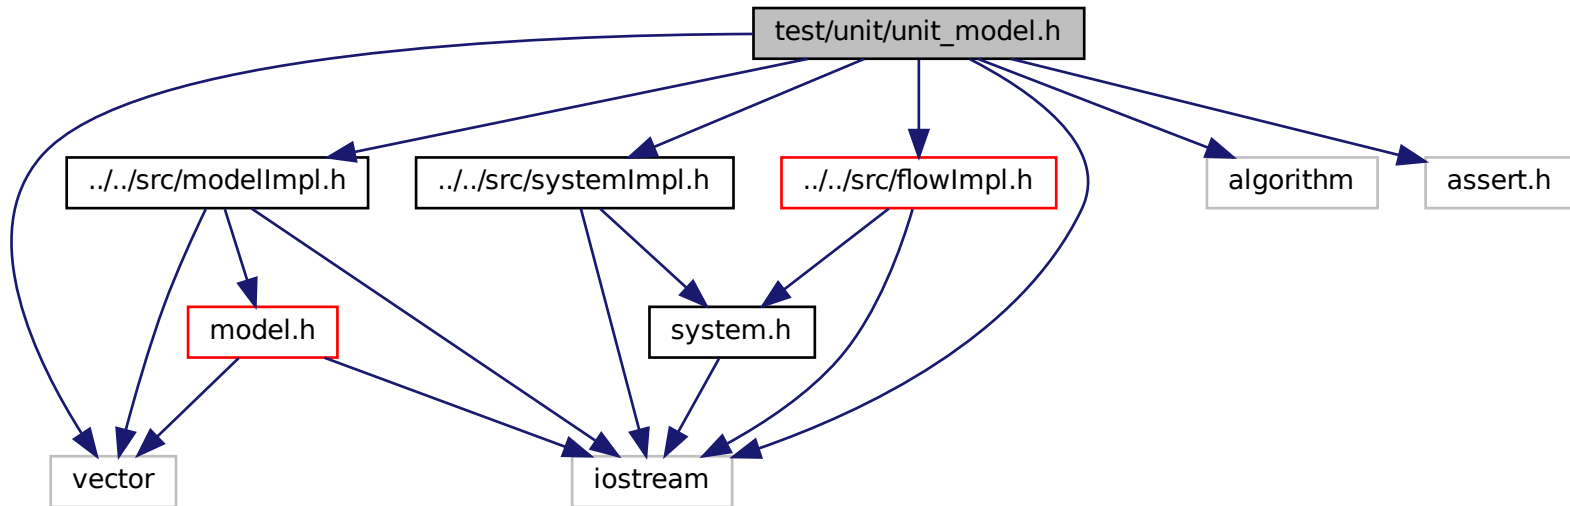 test/unit/unit_model.h
../../src/modelImpl.h
../../src/systemImpl.h
../../src/flowImpl.h
algorithm
assert.h
model.h
system.h
vector
iostream